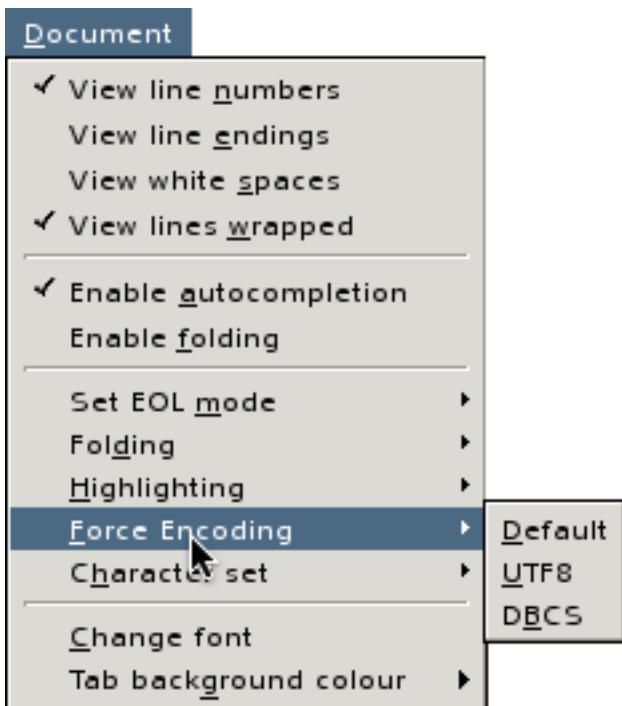 Document
View line numbers
View line endings
View white spaces
View lines wrapped
Enable autocompletion
Enable folding
Set EOL mode
Folding
Highlighting
Force Encoding
Default
Character set
UTF8
DBCS
Change font
Tab background colour